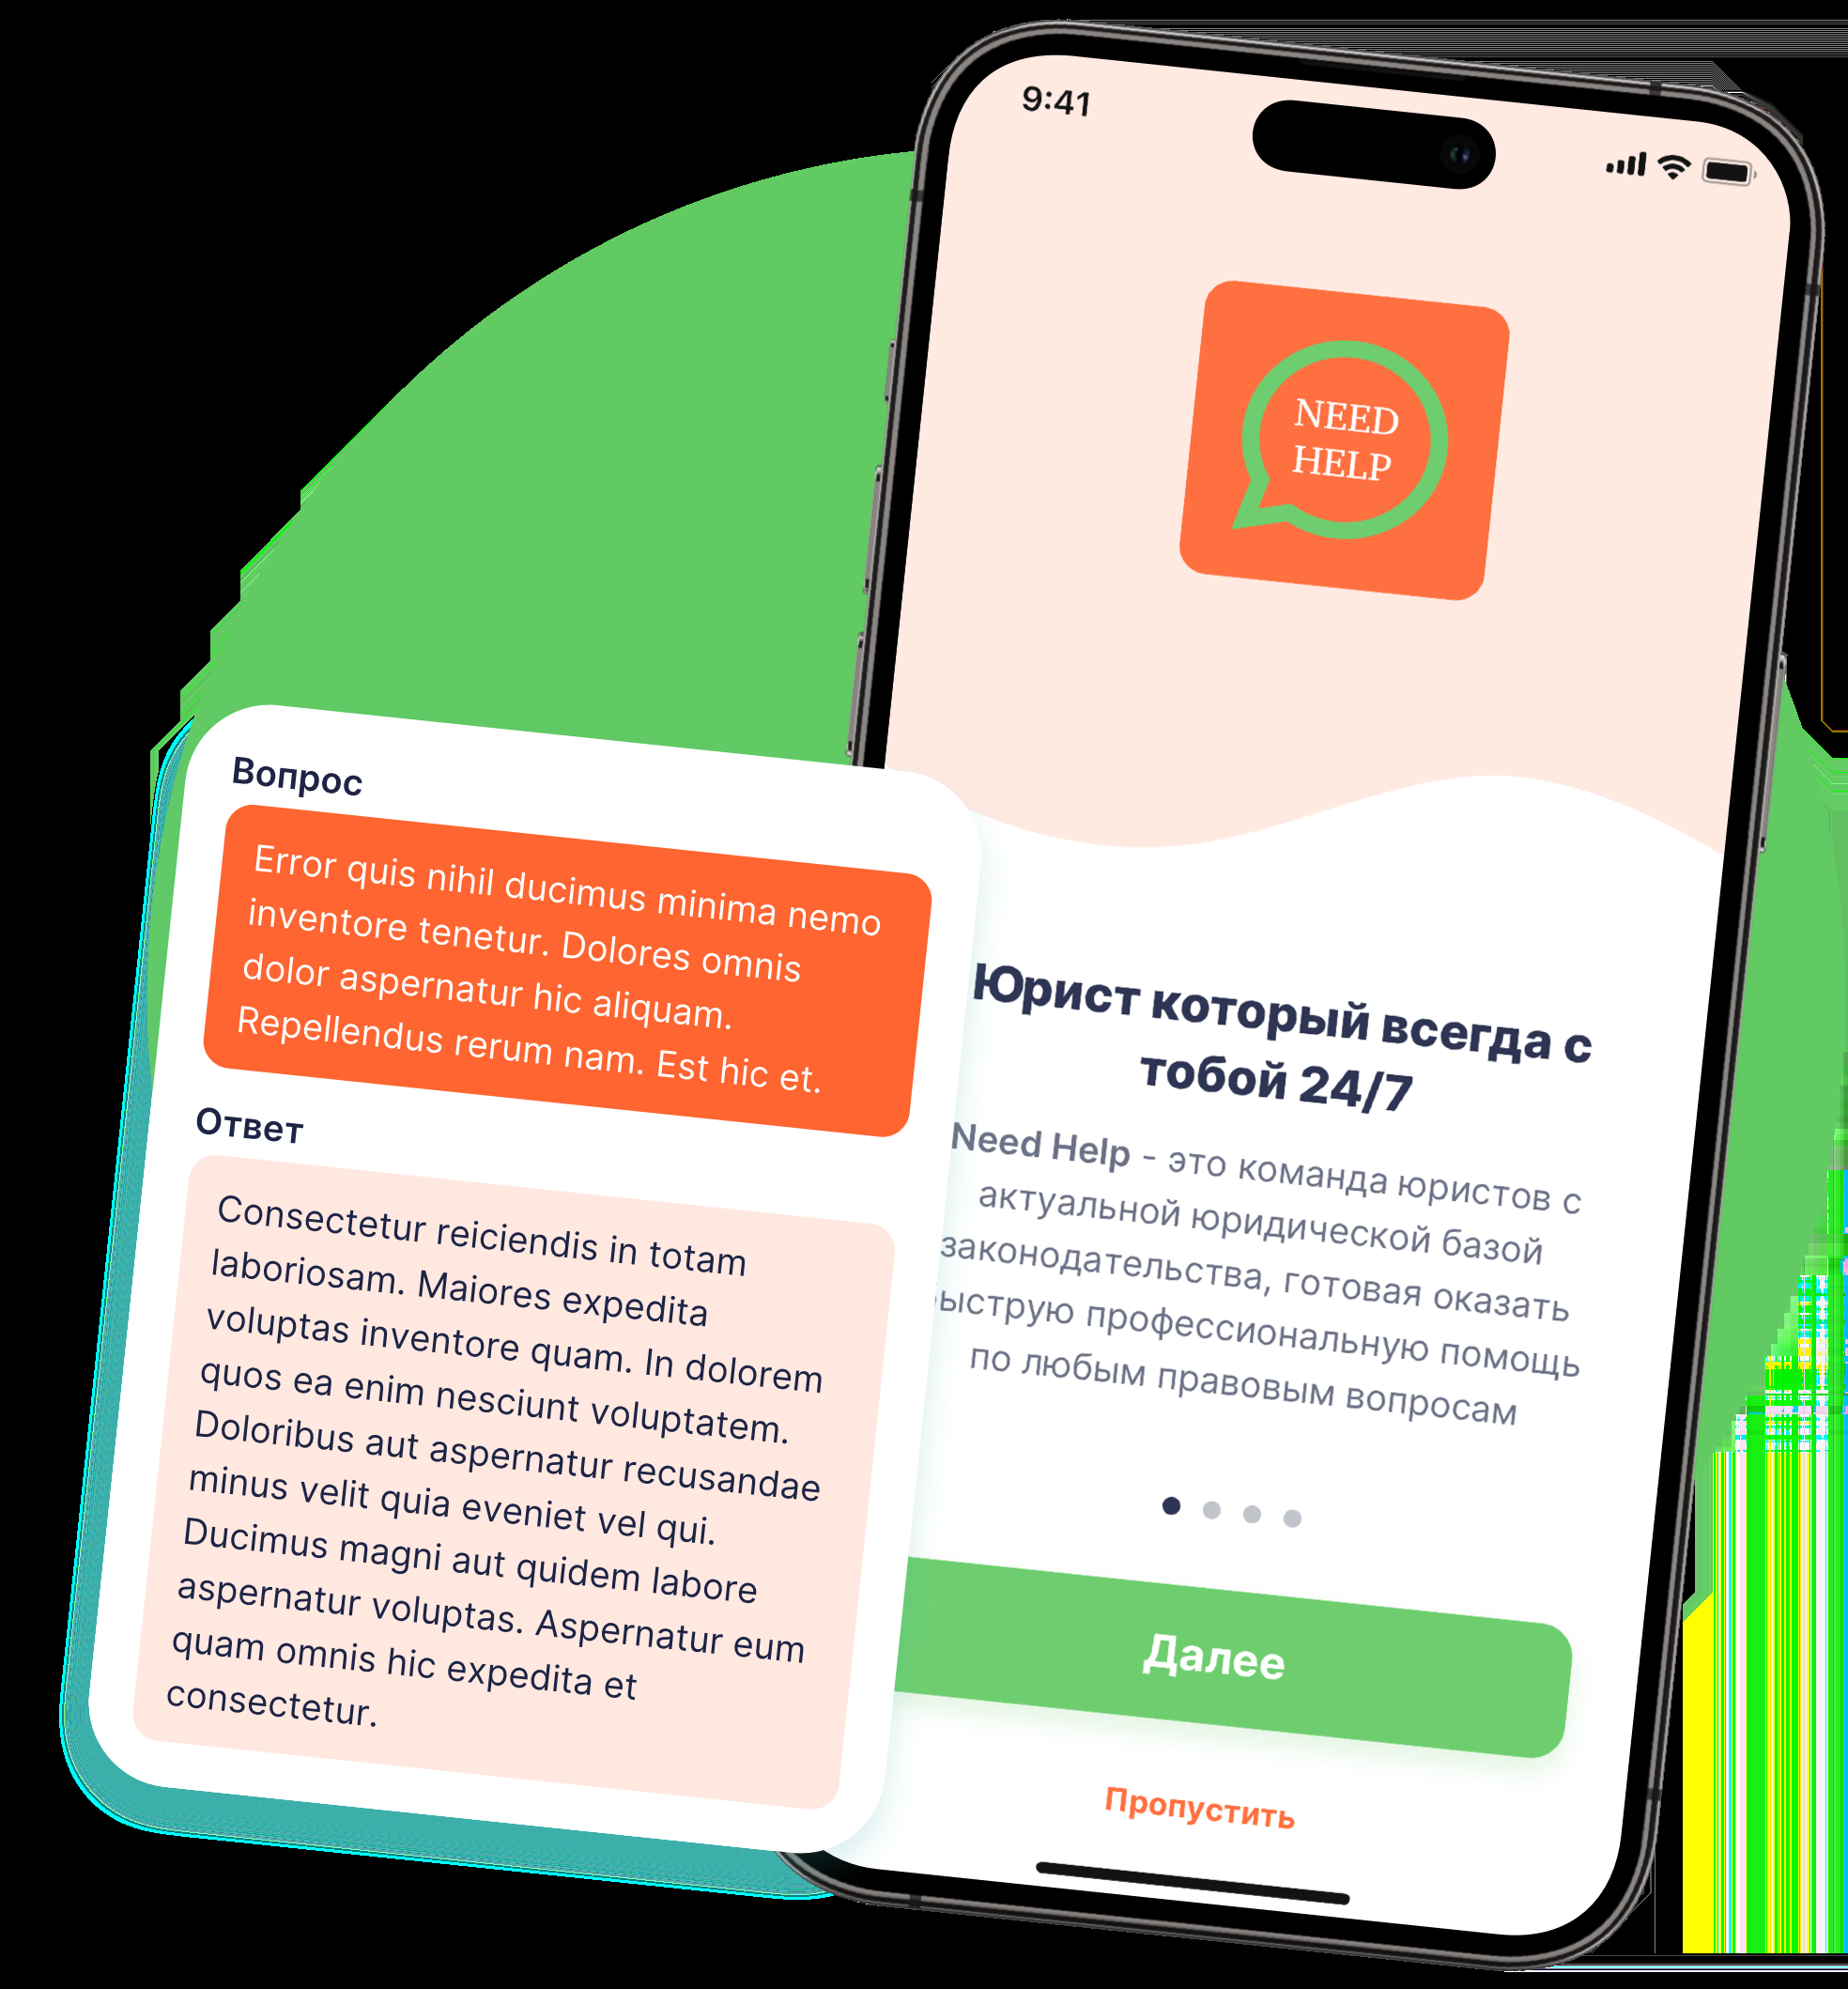 9:41
NEED
HELP
Вопрос
Error quis nihil ducimus minima nemo
inventore tenetur. Dolores omnis
dolor aspernatur hic aliquam.
Repellendus rerum nam. Est hic et.
Ответ
Consectetur reiciendis in totam
laboriosam. Maiores expedita
voluptas inventore quam. In dolorem
quos ea enim nesciunt voluptatem.
Doloribus aut aspernatur recusandae
minus velit quia eveniet vel qui.
Ducimus magni aut quidem labore
aspernatur voluptas. Aspernatur eum
quam omnis hic expedita et
consectetur.
Юрист который всегда с
тобой 24/7
Need Help - это команда юристов с
актуальной юридической базой
законодательства, готовая оказать
быструю профессиональную помощь
по любым правовым вопросам
Далее
Пропустить